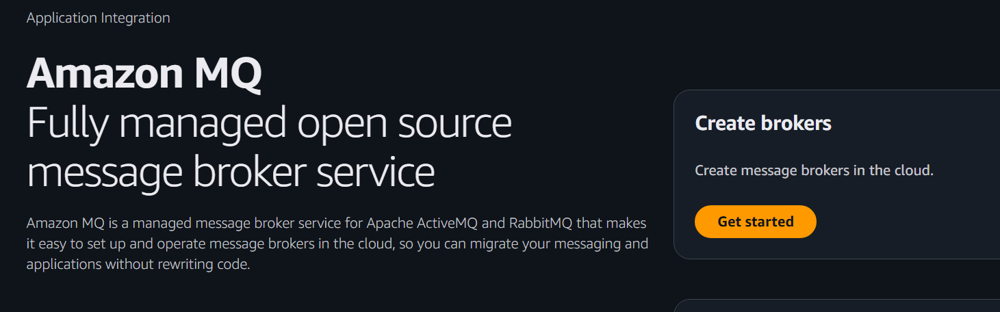 Application Integration
Amazon MQ
Fully managed open source
message broker service
Amazon MQ is a managed message broker service for Apache ActiveMQ and RabbitMQ that makes
it easy to set up and operate message brokers in the cloud, so you can migrate your messaging and
applications without rewriting code.
Create brokers
Create message brokers in the cloud.
Get started